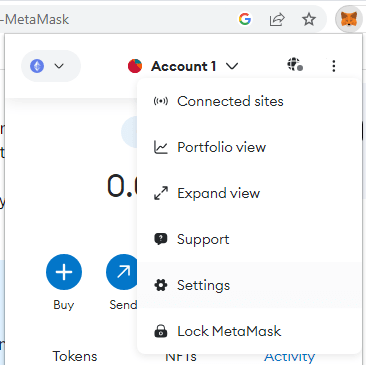 -MetaMask
Account 1
Connected sites
Portfolio view
Expand view
Support
Settings
Lock MetaMask
0.
Buy
Send
Tokens
NFTs
Activity